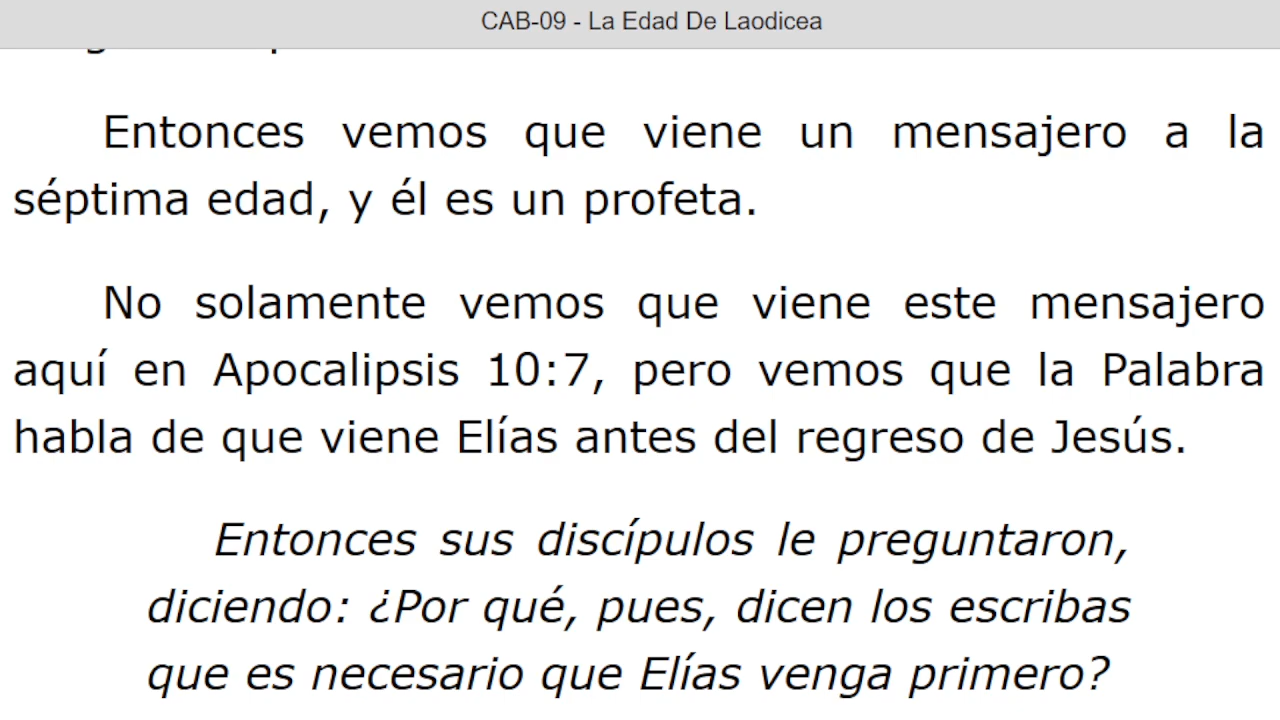 CAB-09 - La Edad De Laodicea
Entonces vemos que viene un mensajero a la
séptima edad, y él es un profeta.
No solamente vemos que viene este mensajero
aquí en Apocalipsis 10:7, pero vemos que la Palabra
habla de que viene Elías antes del regreso de Jesús.
Entonces sus discípulos le preguntaron,
diciendo: ¿Por qué, pues, dicen los escribas
que es necesario que Elías venga primero?